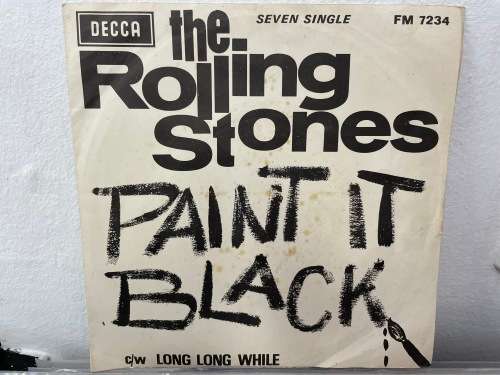 DECCA
SEVEN SINGLE
FM 7234
the
Rolling
Stones
PAINT IT
BLACK
c/w LONG LONG WHILE